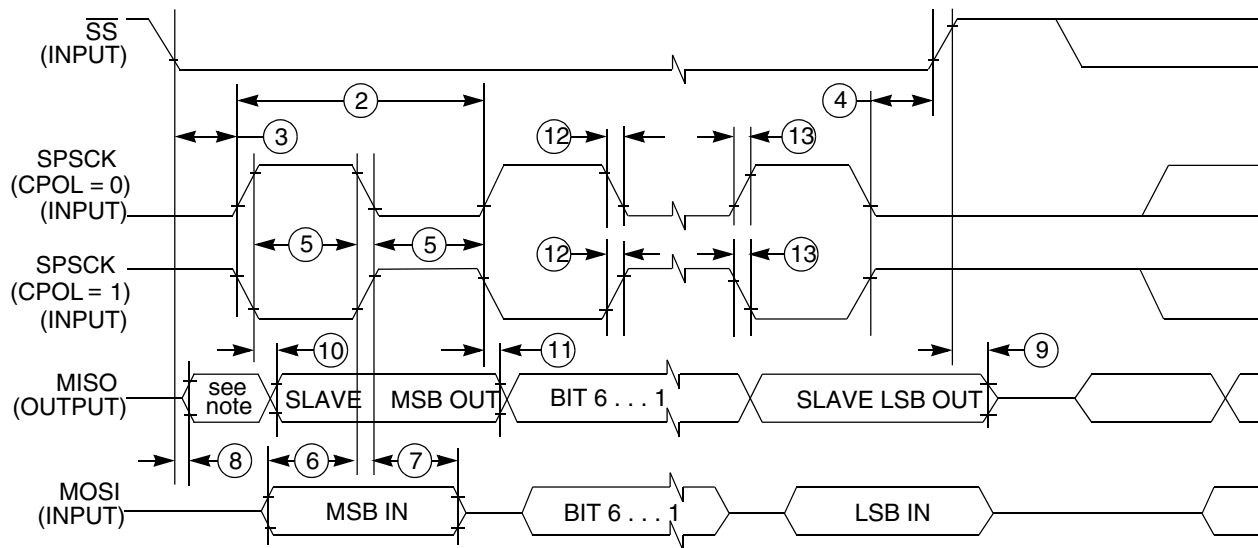 SS
(INPUT)
2
4
3
12
13
SPSCK
(CPOL = 0)
(INPUT)
5
5
12
13
SPSCK
(CPOL = 1)
(INPUT)
10
11
9
MISO
(OUTPUT)
see
note
SLAVE
MSB OUT
BIT 6 . . . 1
SLAVE LSB OUT
8
6
7
MOSI
(INPUT)
MSB IN
BIT 6 . . . 1
LSB IN